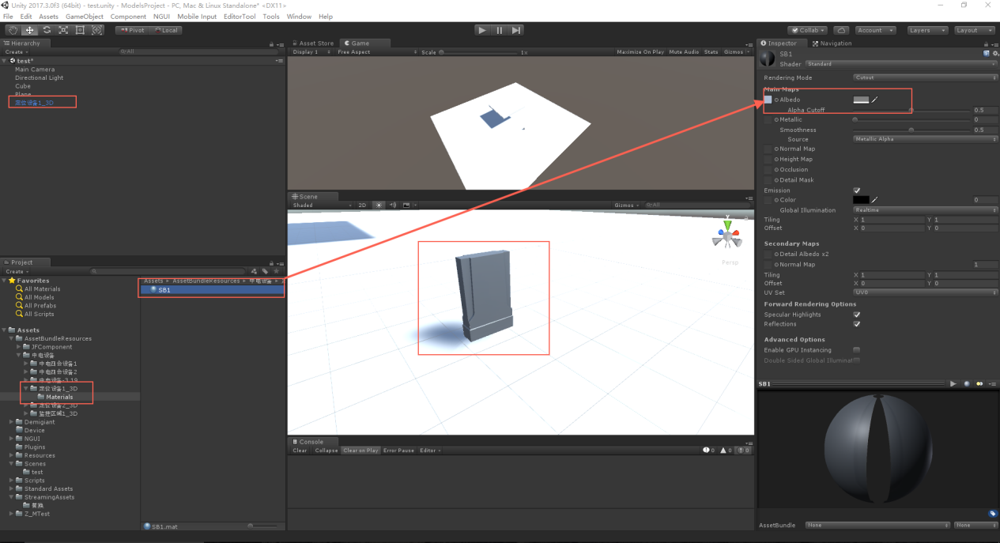 Unity 2017.3.0f3 (64bit) - test.unity - ModelsProject - PC, Mac & Linux Standalone* <DX11>
File Edit Assets GameObject Component NGUI Mobile Input EditorTool Tools Window Help
Pivot Local Collab Account Layers Layout
Hierarchy
Create All
test*
Main Camera
Directional Light
Cube
Plane
定位设备1_3D
Asset Store Game
Display 1 Free Aspect Scale 1x Maximize On Play Mute Audio Stats Gizmos
Scene
Shaded 2D Gizmos All
y
Persp
Project
Create
Favorites
All Materials
All Models
All Prefabs
All Scripts
Assets
AssetBundleResources
JFComponent
中电设备
中电四会设备1
中电四会设备2
中电设备-3.19
定位设备1_3D
Materials
定位设备2_3D
监控区域1_3D
Demigiant
Device
NGUI
Plugins
Resources
Scenes
test
Scripts
Standard Assets
StreamingAssets
替换
Z_MTest
Assets AssetBundleResources 中电设备
SB1
SB1.mat
Console
Clear Collapse Clear on Play Error Pause Editor 0 0 0
Inspector Navigation
SB1
Shader Standard
Rendering Mode Cutout
Main Maps
Albedo
Alpha Cutoff 0.5
Metallic 0
Smoothness 0.5
Source Metallic Alpha
Normal Map
Height Map
Occlusion
Detail Mask
Emission
Color 0
Global Illumination Realtime
Tiling X 1 Y 1
Offset X 0 Y 0
Secondary Maps
Detail Albedo x2
Normal Map 1
Tiling X 1 Y 1
Offset X 0 Y 0
UV Set UV0
Forward Rendering Options
Specular Highlights
Reflections
Advanced Options
Enable GPU Instancing
Double Sided Global Illuminat
SB1
AssetBundle None None